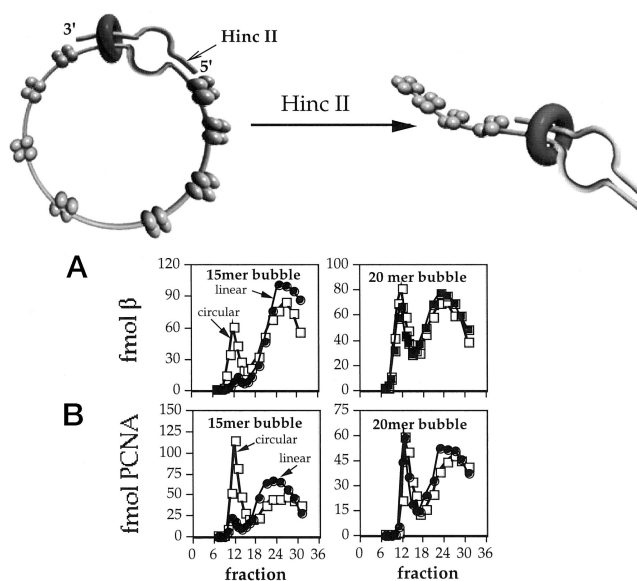 3'
Hinc II
5'
Hinc II
A
15mer bubble
linear
circular
120
90
60
30
0
fmol β
20 mer bubble
100
80
60
40
20
0
B
15mer bubble
circular
linear
150
125
100
75
50
25
0
fmol PCNA
0 6 12 18 24 30 36
fraction
20mer bubble
75
60
45
30
15
0
0 6 12 18 24 30 36
fraction